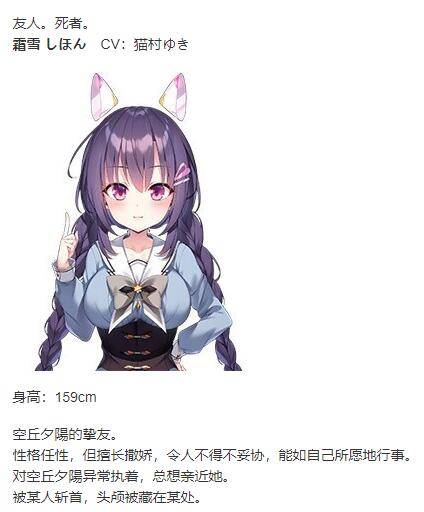 友人。死者。
霜雪 しほん　CV：猫村ゆき
身高：159cm
空丘夕陽的挚友。
性格任性，但擅长撒娇，令人不得不妥协，能如自己所愿地行事。
对空丘夕陽异常执着，总想亲近她。
被某人斩首，头颅被藏在某处。